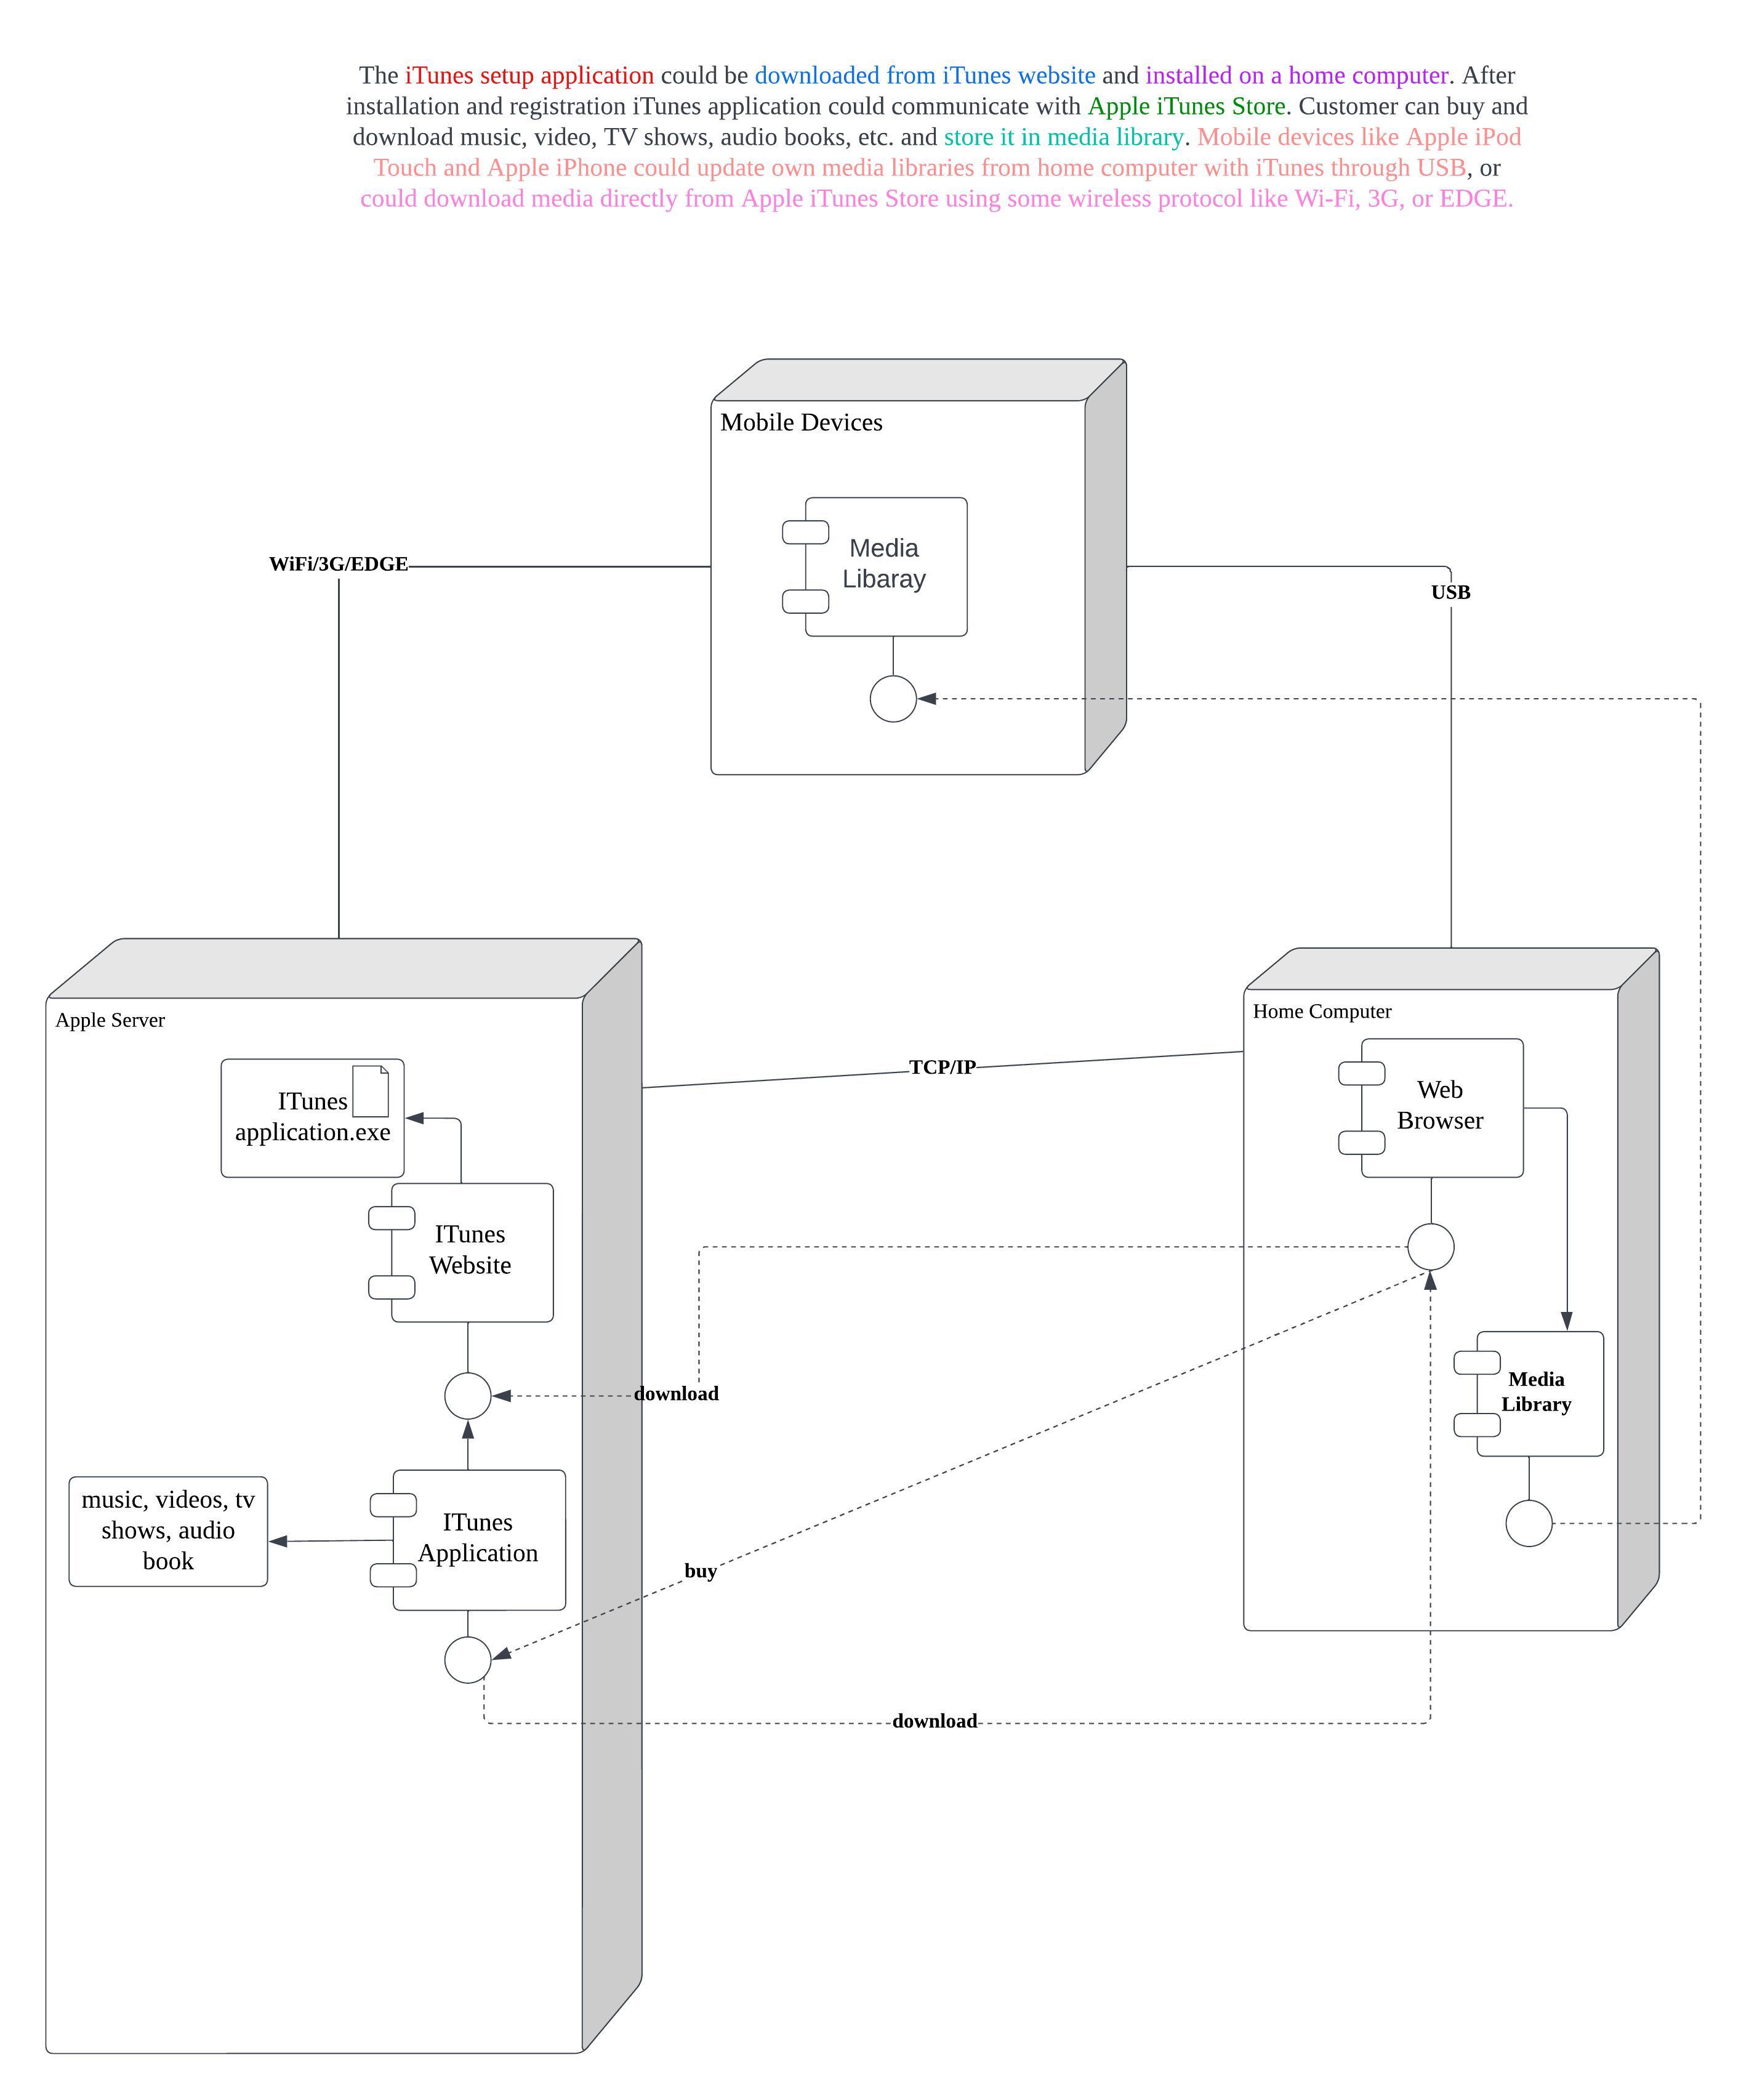 The iTunes setup application could be downloaded from iTunes website and installed on a home computer. After
installation and registration iTunes application could communicate with Apple iTunes Store. Customer can buy and
download music, video, TV shows, audio books, etc. and store it in media library. Mobile devices like Apple iPod
Touch and Apple iPhone could update own media libraries from home computer with iTunes through USB, or
could download media directly from Apple iTunes Store using some wireless protocol like Wi-Fi, 3G, or EDGE.
Mobile Devices
Media
Libaray
WiFi/3G/EDGE
USB
Apple Server
ITunes
application.exe
ITunes
Website
music, videos, tv
shows, audio
book
ITunes
Application
TCP/IP
download
buy
download
Home Computer
Web
Browser
Media
Library